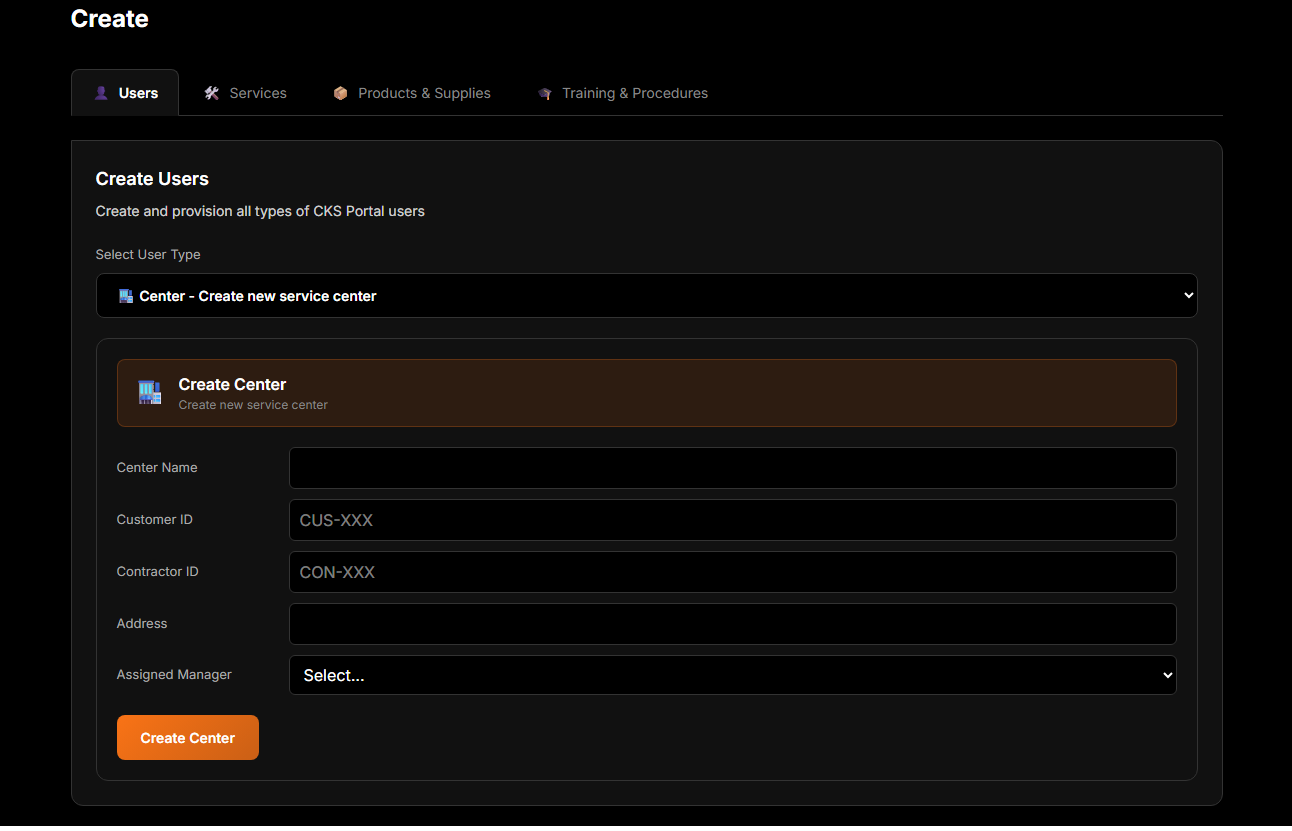 Create
Users
Services
Products & Supplies
Training & Procedures
Create Users
Create and provision all types of CKS Portal users
Select User Type
Center - Create new service center
Create Center
Create new service center
Center Name
Customer ID
CUS-XXX
Contractor ID
CON-XXX
Address
Assigned Manager
Select...
Create Center